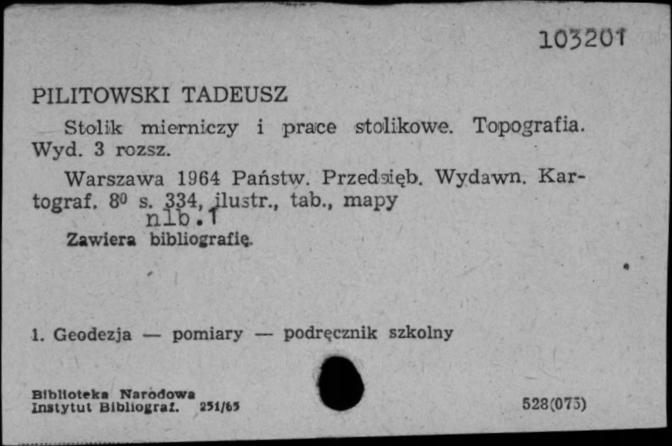 103201
PILITOWSKI TADEUSZ
Stolik mierniczy i prace stolikowe. Topografia.
Wyd. 3 rozsz.
Warszawa 1964 Państw. Przedsięb. Wydawn. Kar-
tograf. 8⁰ s. 334, ilustr., tab., mapy
nlb.1
Zawiera bibliografię.
1. Geodezja — pomiary — podręcznik szkolny
Biblioteka Narodowa
Instytut Bibliograf. 251/65
528(075)